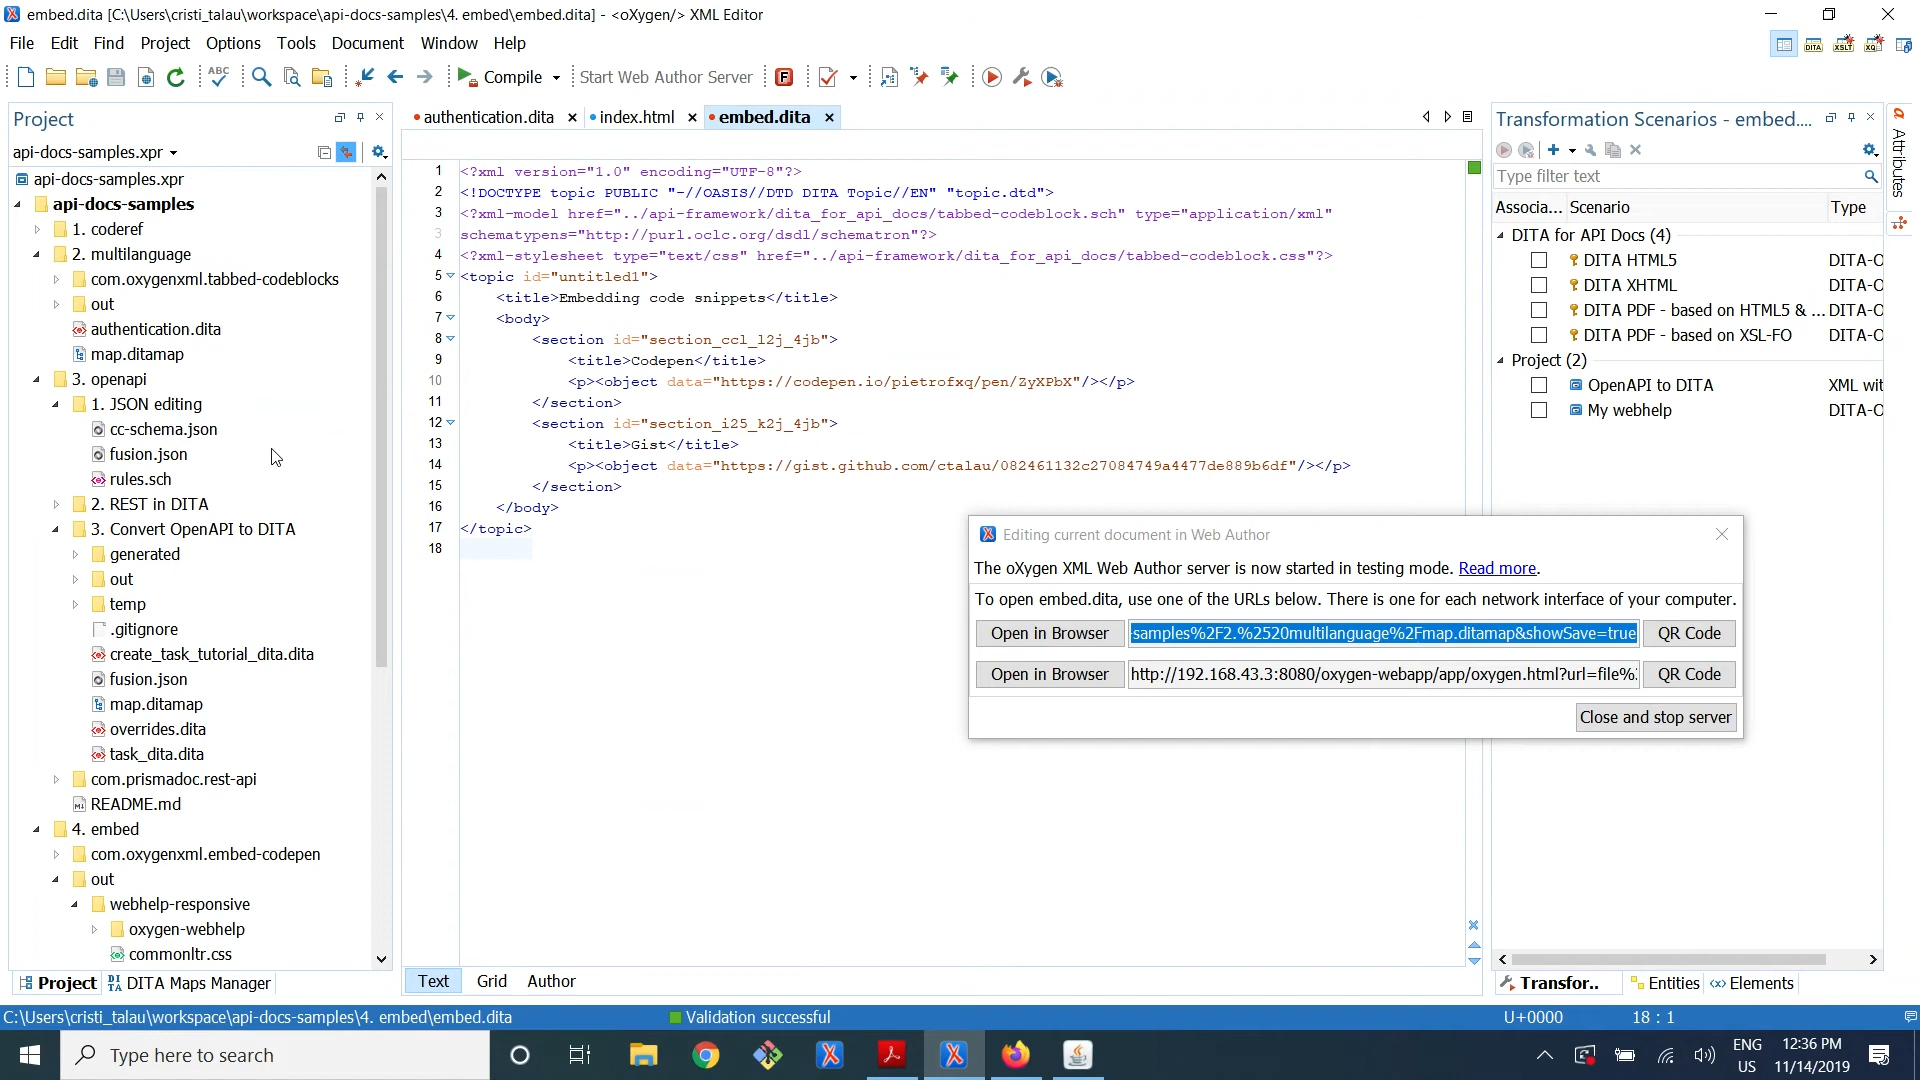 embed.dita [C:\Users\cristi_talau\workspace\api-docs-samples\4. embed\embed.dita] - <oXygen/> XML Editor
File Edit Find Project Options Tools Document Window Help
DITA XSLT XQ
ABC Compile Start Web Author Server F
Project
api-docs-samples.xpr
api-docs-samples.xpr
api-docs-samples
1. coderef
2. multilanguage
com.oxygenxml.tabbed-codeblocks
out
authentication.dita
map.ditamap
3. openapi
1. JSON editing
cc-schema.json
fusion.json
rules.sch
2. REST in DITA
3. Convert OpenAPI to DITA
generated
out
temp
.gitignore
create_task_tutorial_dita.dita
fusion.json
map.ditamap
overrides.dita
task_dita.dita
com.prismadoc.rest-api
README.md
4. embed
com.oxygenxml.embed-codepen
out
webhelp-responsive
oxygen-webhelp
commonltr.css
Project DITA Maps Manager
authentication.dita index.html embed.dita
1 <?xml version="1.0" encoding="UTF-8"?>
2 <!DOCTYPE topic PUBLIC "-//OASIS//DTD DITA Topic//EN" "topic.dtd">
3 <?xml-model href="../api-framework/dita_for_api_docs/tabbed-codeblock.sch" type="application/xml"
3 schematypens="http://purl.oclc.org/dsdl/schematron"?>
4 <?xml-stylesheet type="text/css" href="../api-framework/dita_for_api_docs/tabbed-codeblock.css"?>
5 <topic id="untitled1">
6 <title>Embedding code snippets</title>
7 <body>
8 <section id="section_ccl_l2j_4jb">
9 <title>Codepen</title>
10 <p><object data="https://codepen.io/pietrofxq/pen/ZyXPbX"/></p>
11 </section>
12 <section id="section_i25_k2j_4jb">
13 <title>Gist</title>
14 <p><object data="https://gist.github.com/ctalau/082461132c27084749a4477de889b6df"/></p>
15 </section>
16 </body>
17 </topic>
18
Text Grid Author
Editing current document in Web Author
The oXygen XML Web Author server is now started in testing mode. Read more.
To open embed.dita, use one of the URLs below. There is one for each network interface of your computer.
Open in Browser -samples%2F2.%2520multilanguage%2Fmap.ditamap&showSave=true QR Code
Open in Browser http://192.168.43.3:8080/oxygen-webapp/app/oxygen.html?url=file%: QR Code
Close and stop server
Transformation Scenarios - embed....
Type filter text
Associa... Scenario Type
DITA for API Docs (4)
DITA HTML5 DITA-O
DITA XHTML DITA-O
DITA PDF - based on HTML5 & ... DITA-O
DITA PDF - based on XSL-FO DITA-O
Project (2)
OpenAPI to DITA XML wit
My webhelp DITA-O
Transfor.. Entities Elements
Attributes
C:\Users\cristi_talau\workspace\api-docs-samples\4. embed\embed.dita Validation successful U+0000 18 : 1
Type here to search
ENG
US
12:36 PM
11/14/2019